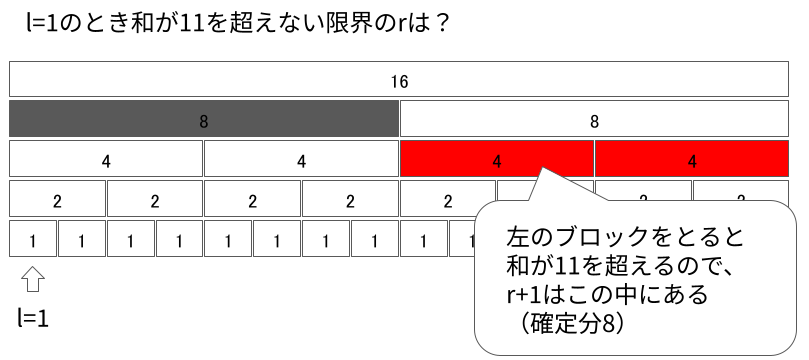 l=1のとき和が11を超えない限界のrは？
16
8 8
4 4 4 4
2 2 2 2 2 2 2
1 1 1 1 1 1 1 1 1 1
左のブロックをとると
和が11を超えるので、
r+1はこの中にある
（確定分8）
l=1